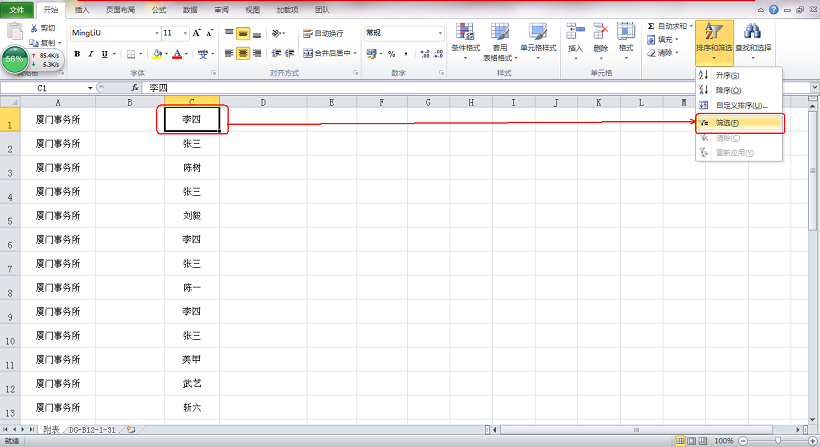 文件 开始 插入 页面布局 公式 数据 审阅 视图 加载项 团队
剪切
复制
56%
85.4K/s
5.3K/s
MingLiU 11
B I U
字体
自动换行
合并后居中
对齐方式
常规
%
数字
条件格式
套用
表格格式
单元格样式
样式
插入
删除
格式
单元格
Σ 自动求和
填充
清除
排序和筛选
查找和选择
升序(S)
降序(O)
自定义排序(U)...
筛选(F)
清除(C)
重新应用(Y)
C1 fx 李四
A B C D E F G H I J K L M
1 厦门事务所 李四
2 厦门事务所 张三
3 厦门事务所 陈树
4 厦门事务所 张三
5 厦门事务所 刘毅
6 厦门事务所 李四
7 厦门事务所 张三
8 厦门事务所 陈一
9 厦门事务所 李四
10 厦门事务所 张三
11 厦门事务所
12 厦门事务所 武艺
13 厦门事务所 斩六
附表 DG-B12-1-31
就绪 100%